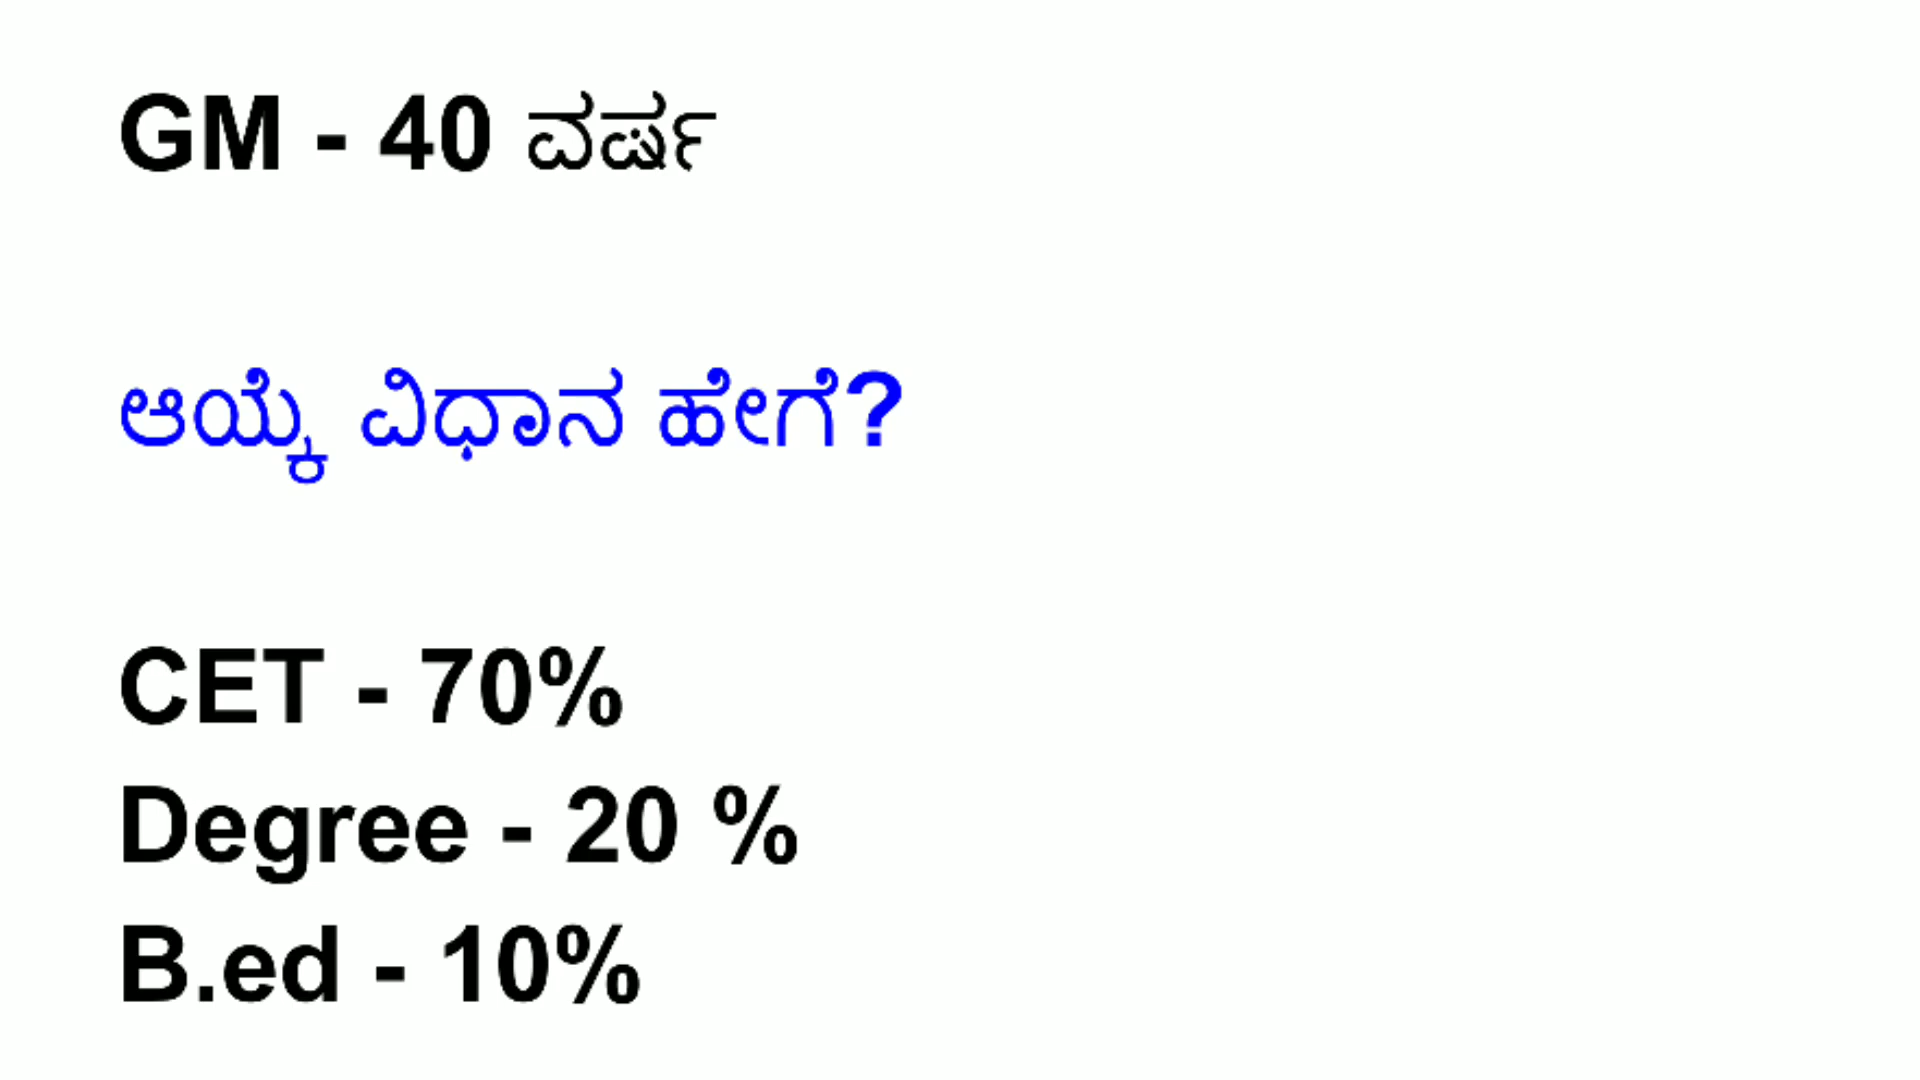 GM - 40 ವರ್ಷ
ಆಯ್ಕೆ ವಿಧಾನ ಹೇಗೆ?
CET - 70%
Degree - 20 %
B.ed - 10%